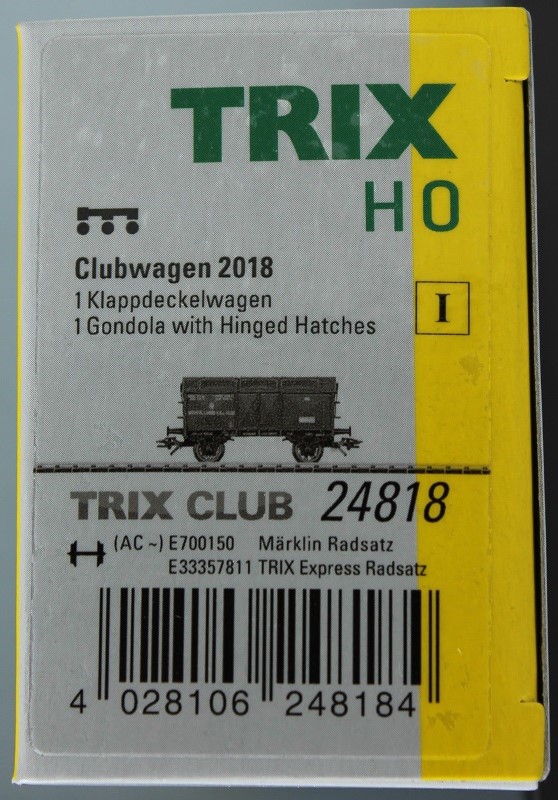 TRIX
HO
Clubwagen 2018
1 Klappdeckelwagen
1 Gondola with Hinged Hatches
I
TRIX CLUB 24818
(AC ~) E700150 Märklin Radsatz
E33357811 TRIX Express Radsatz
4 028106 248184